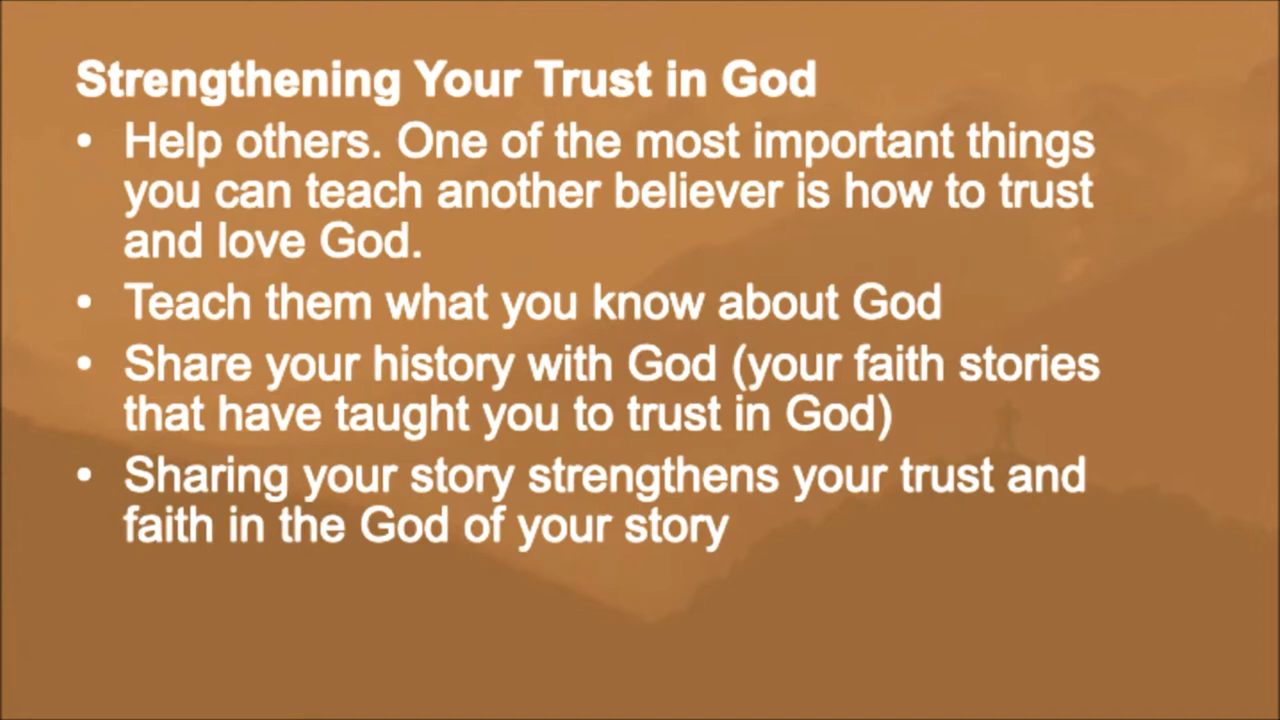 Strengthening Your Trust in God
• Help others. One of the most important things
you can teach another believer is how to trust
and love God.
• Teach them what you know about God
• Share your history with God (your faith stories
that have taught you to trust in God)
• Sharing your story strengthens your trust and
faith in the God of your story